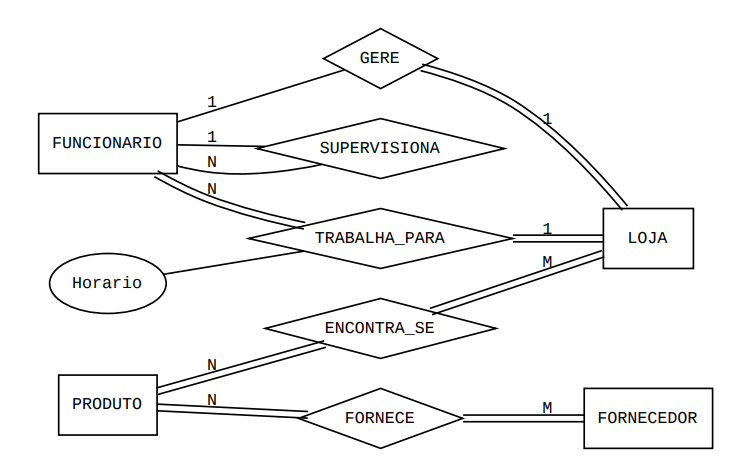 GERE
1
1
FUNCIONARIO
1
SUPERVISIONA
N
N
TRABALHA_PARA
1
LOJA
M
Horario
ENCONTRA_SE
N
PRODUTO
N
FORNECE
M
FORNECEDOR